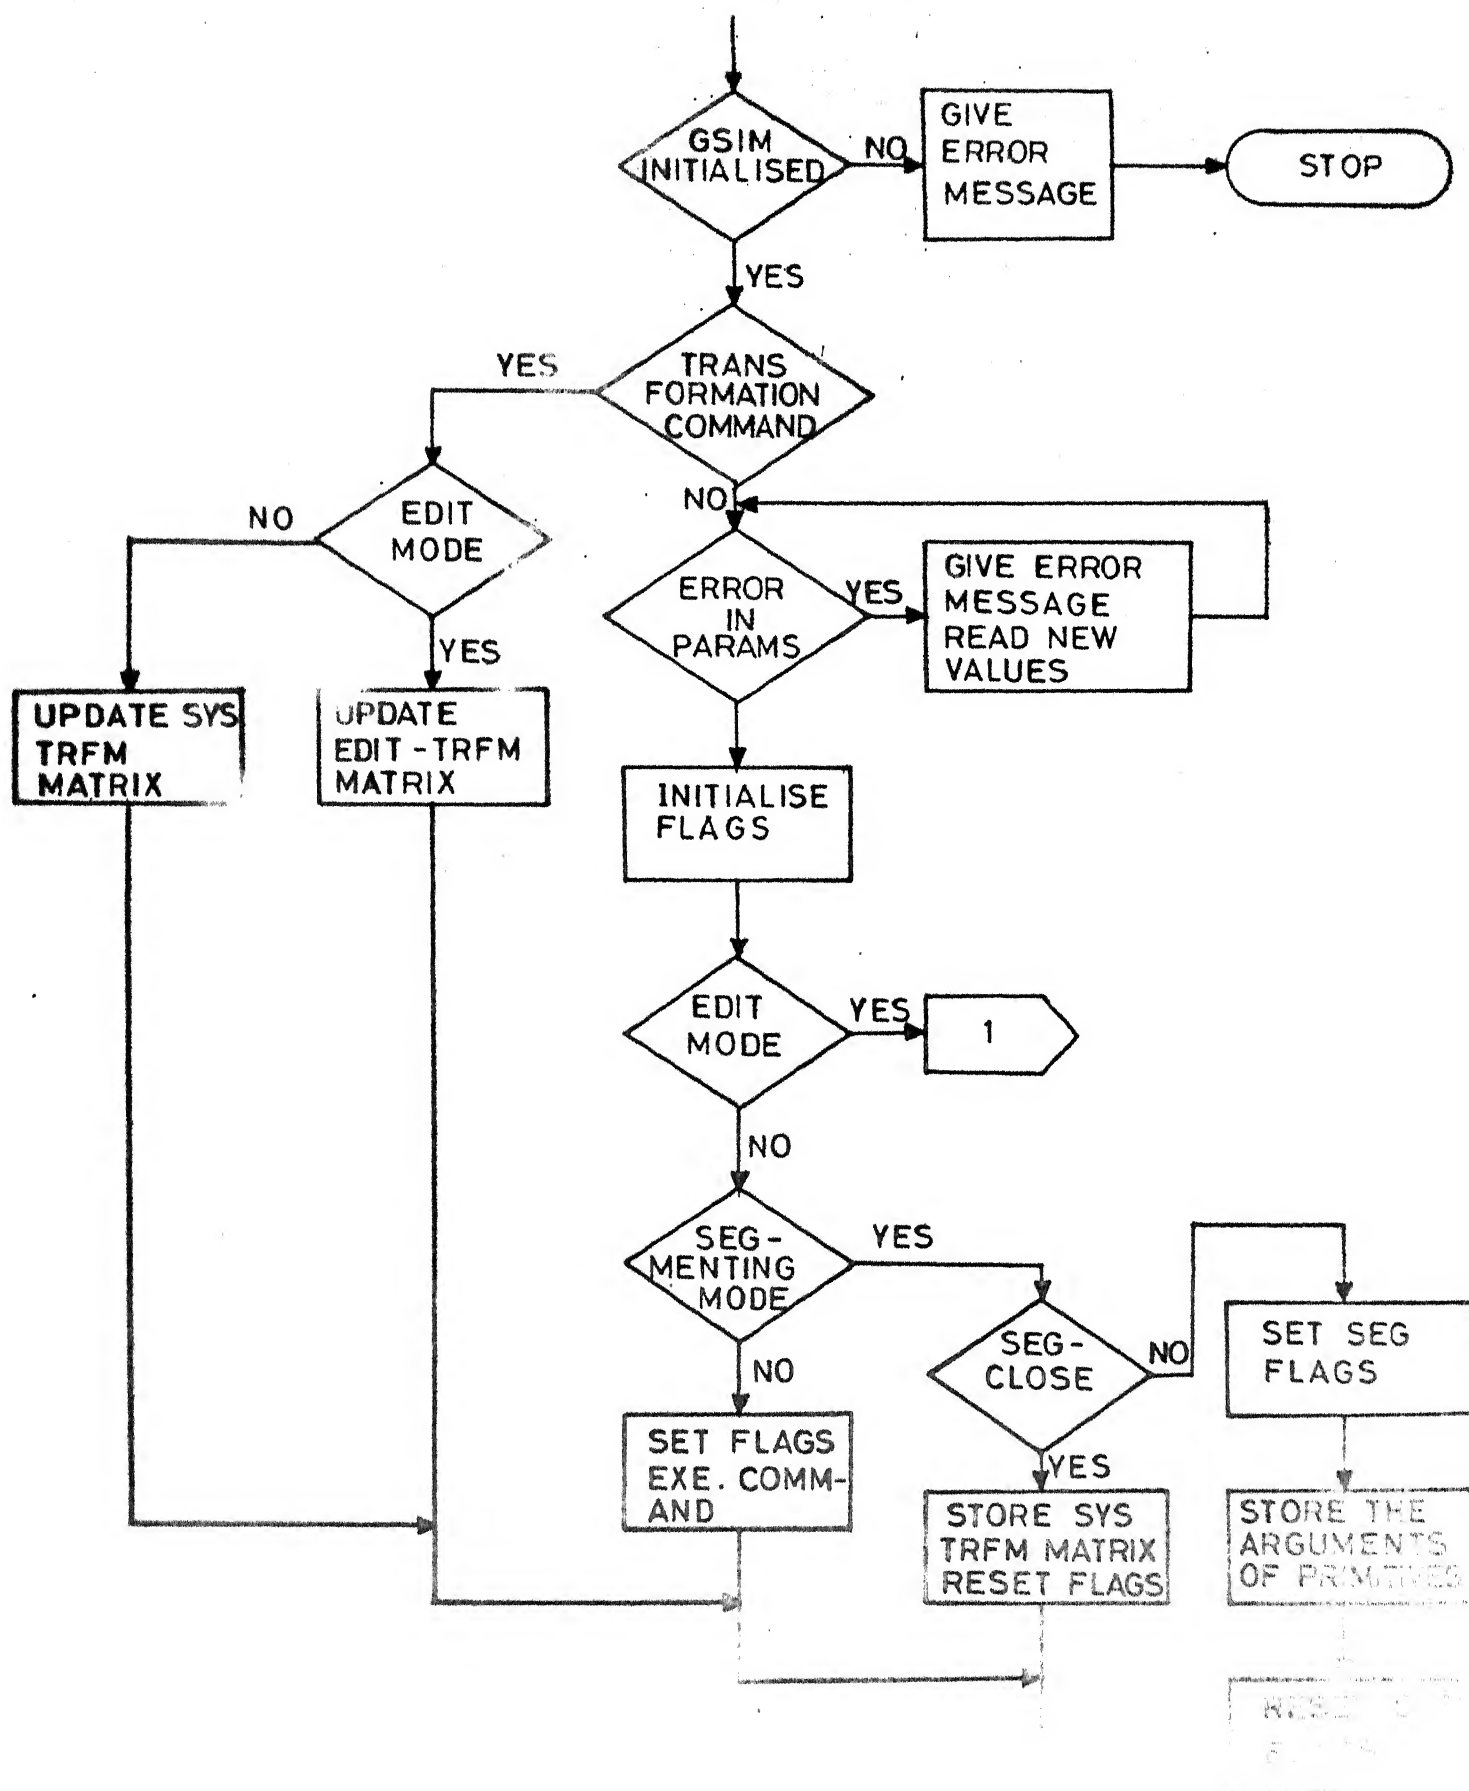 GSIM
INITIALISED
NO
GIVE
ERROR
MESSAGE
STOP
YES
TRANS
FORMATION
COMMAND
YES
NO
EDIT
MODE
NO
YES
ERROR
IN
PARAMS
YES
GIVE ERROR
MESSAGE
READ NEW
VALUES
UPDATE SYS
TRFM
MATRIX
UPDATE
EDIT-TRFM
MATRIX
INITIALISE
FLAGS
EDIT
MODE
YES
1
NO
SEG-
MENTING
MODE
YES
NO
SEG-
CLOSE
NO
YES
SET SEG
FLAGS
SET FLAGS
EXE. COMM-
AND
STORE SYS
TRFM MATRIX
RESET FLAGS
STORE THE
ARGUMENTS
OF PRIMITIVES